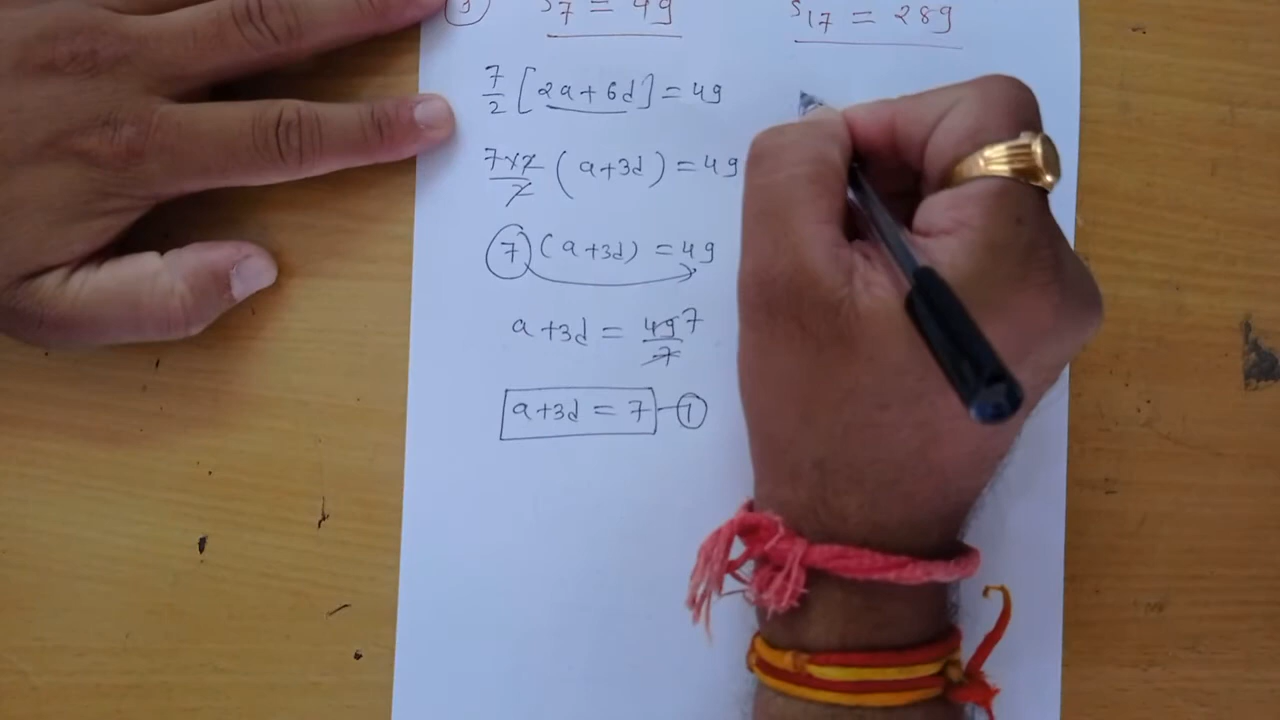 3 S7 = 49 S17 = 289
7/2 [2a + 6d] = 49
7×2/2 (a+3d) = 49
7 (a+3d) = 49
a + 3d = 49/7 7
a+3d = 7 — 1